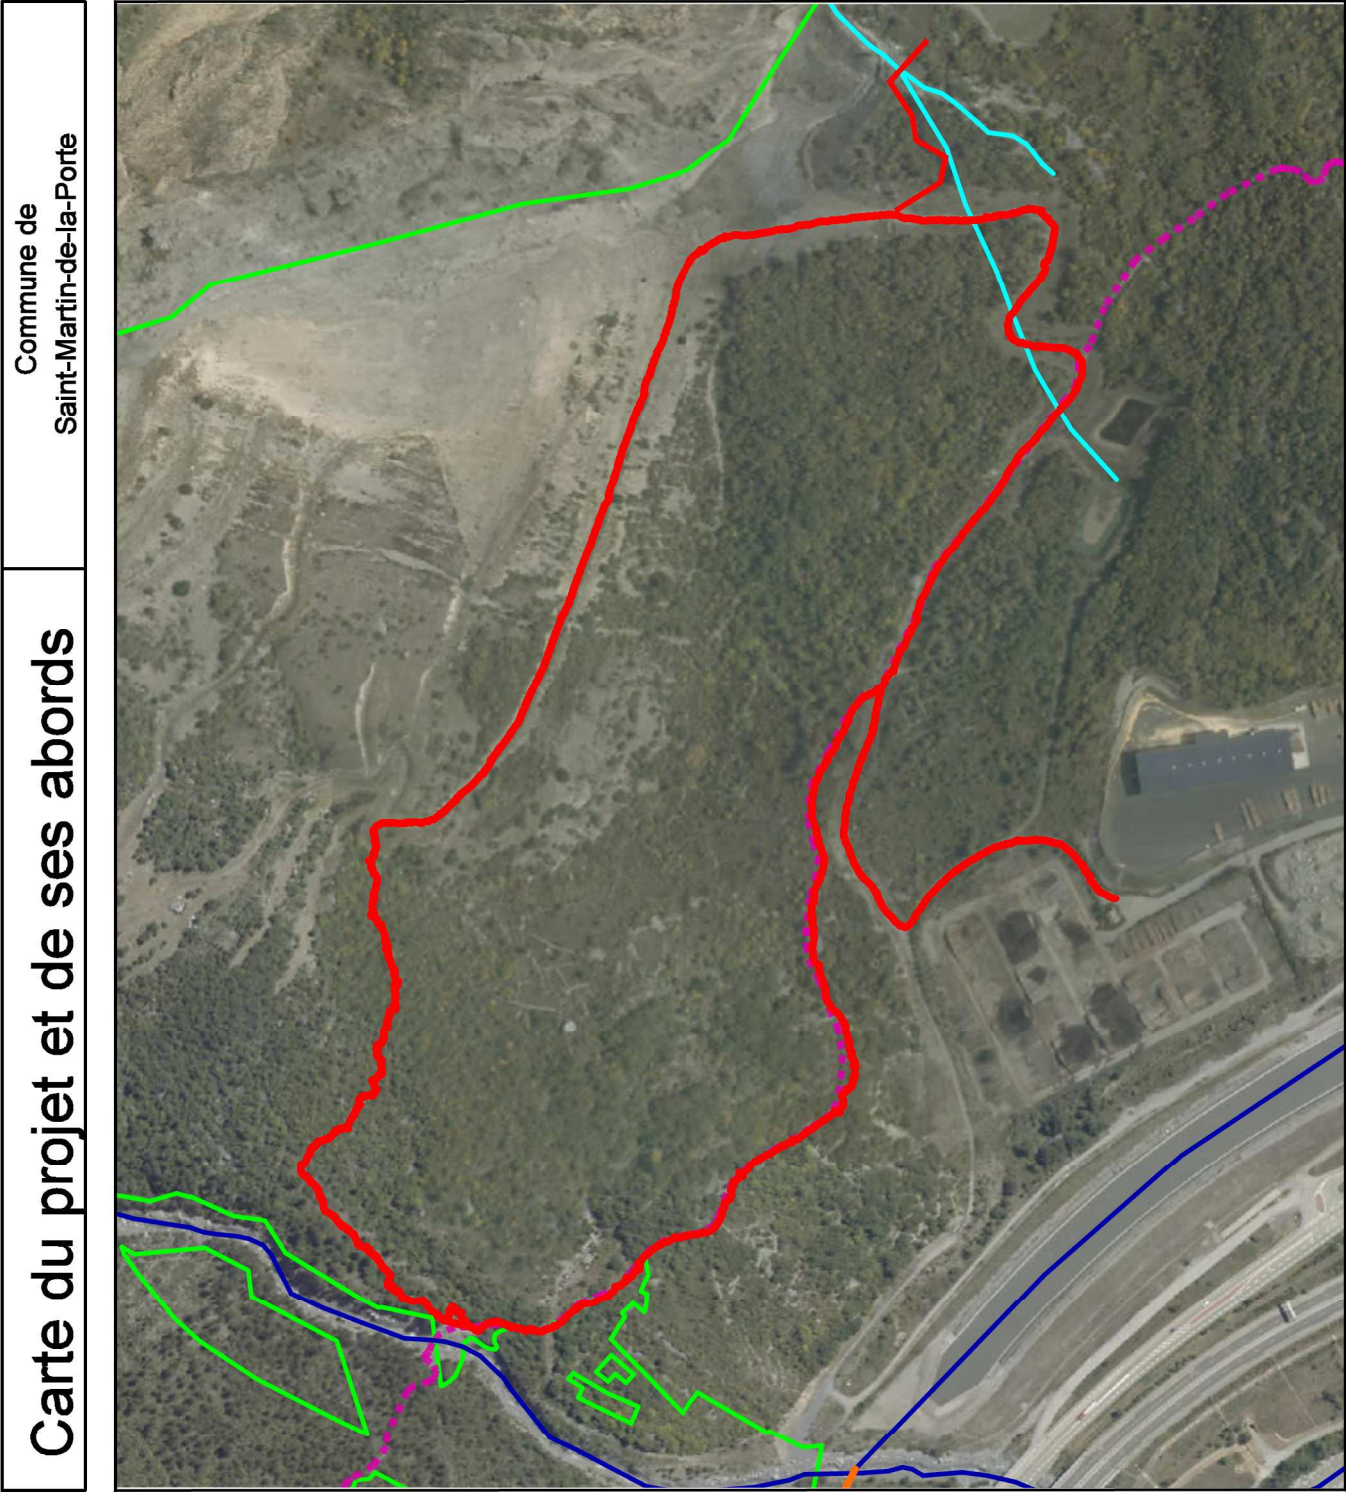 Commune de
Saint-Martin-de-la-Porte
Carte du projet et de ses abords